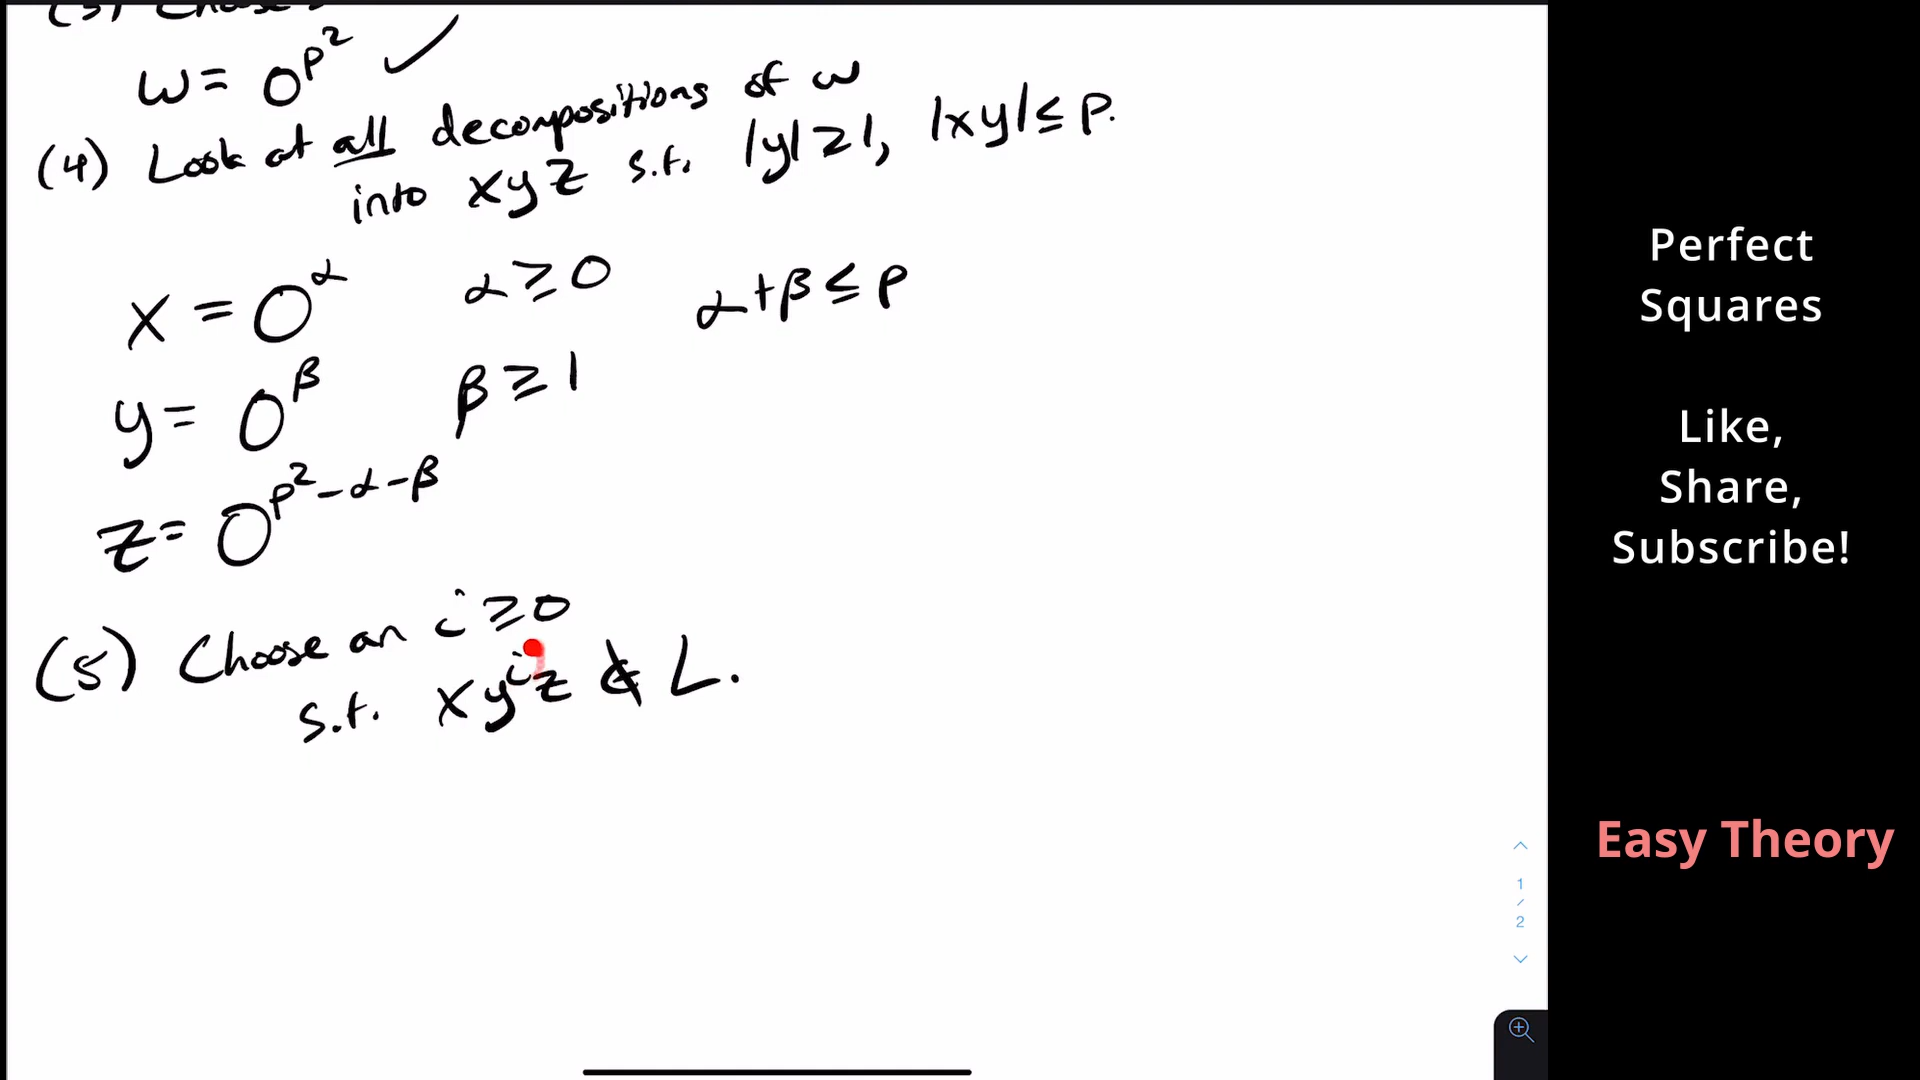 w = 0^{p^2} ✓
(4) Look at all decompositions of w
into xyz s.t. |y| ≥ 1, |xy| ≤ p.
x = 0^α α ≥ 0 α+β ≤ p
y = 0^β β ≥ 1
z = 0^{p^2-α-β}
(5) Choose an i ≥ 0
s.t. xy^iz ∉ L.
Perfect
Squares
Like,
Share,
Subscribe!
Easy Theory
1
/
2